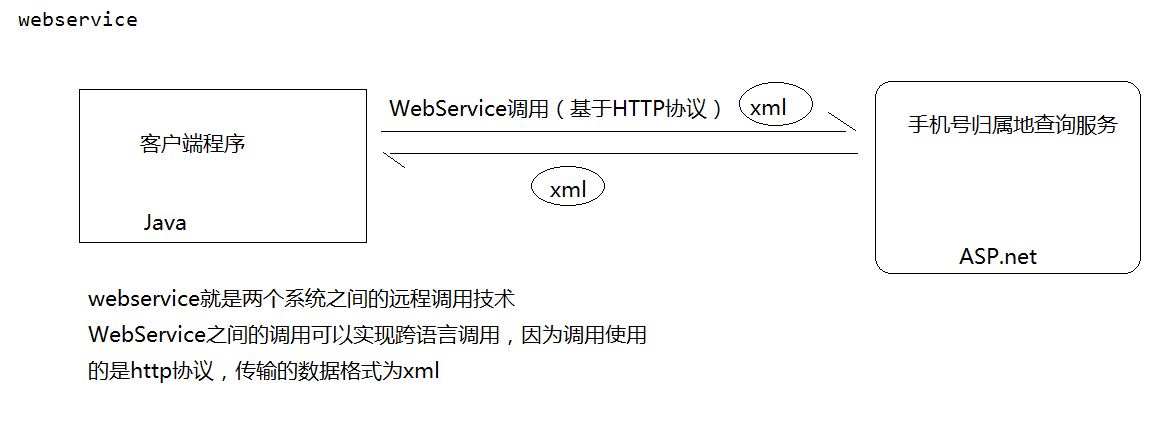 webservice
WebService调用（基于HTTP协议）
xml
手机号归属地查询服务
客户端程序
xml
Java
ASP.net
webservice就是两个系统之间的远程调用技术
WebService之间的调用可以实现跨语言调用，因为调用使用
的是http协议，传输的数据格式为xml